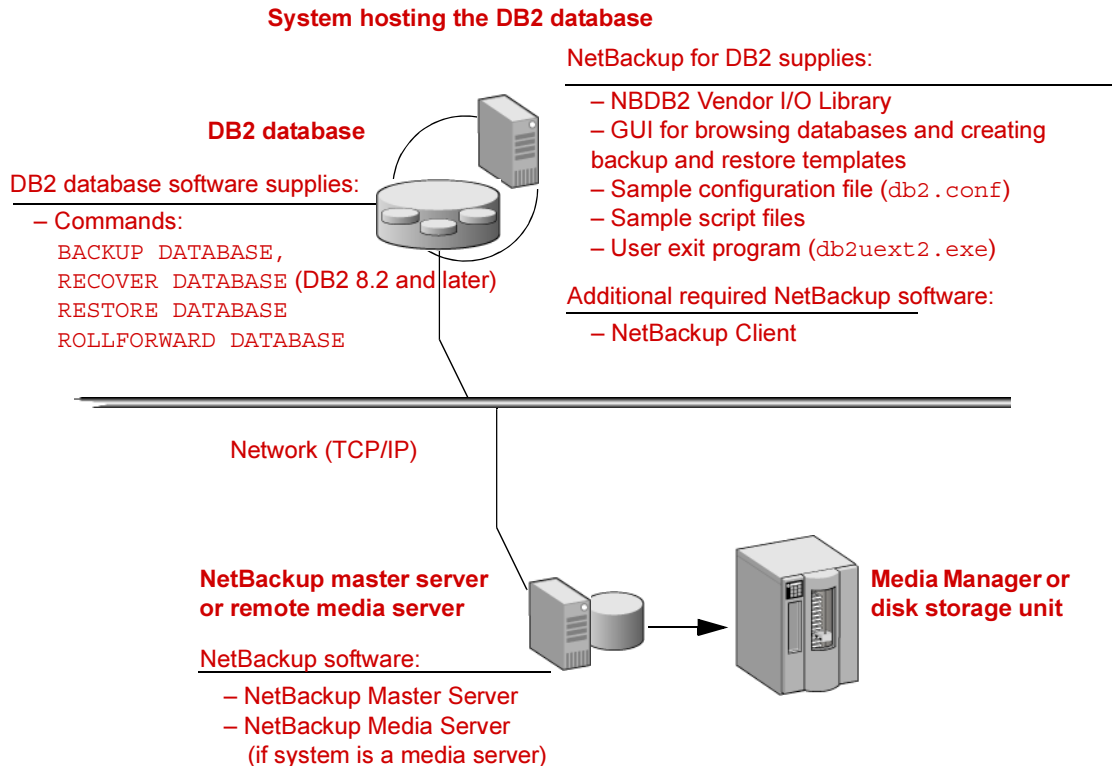 System hosting the DB2 database
NetBackup for DB2 supplies:
– NBDB2 Vendor I/O Library
– GUI for browsing databases and creating
backup and restore templates
– Sample configuration file (db2.conf)
– Sample script files
– User exit program (db2uext2.exe)
Additional required NetBackup software:
– NetBackup Client
DB2 database
DB2 database software supplies:
– Commands:
BACKUP DATABASE,
RECOVER DATABASE (DB2 8.2 and later)
RESTORE DATABASE
ROLLFORWARD DATABASE
Network (TCP/IP)
NetBackup master server
or remote media server
Media Manager or
disk storage unit
NetBackup software:
– NetBackup Master Server
– NetBackup Media Server
(if system is a media server)